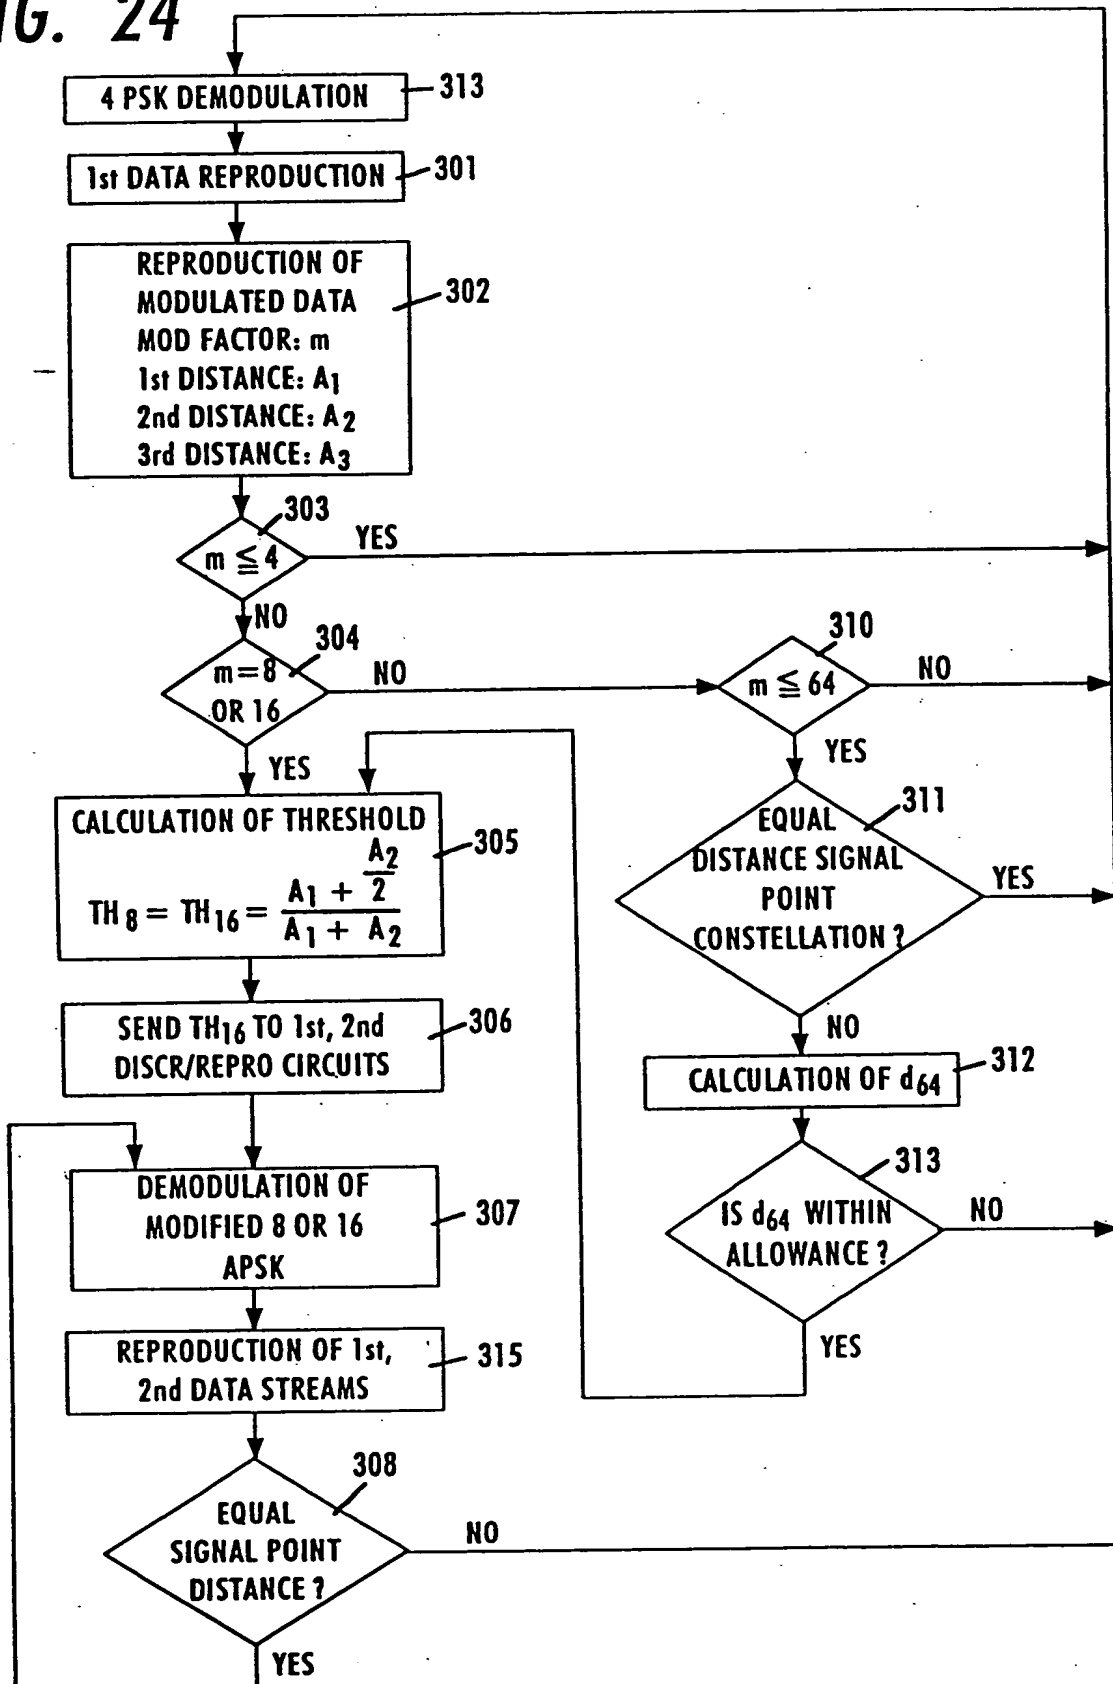 IG. 24
4 PSK DEMODULATION
313
1st DATA REPRODUCTION
301
REPRODUCTION OF
MODULATED DATA
MOD FACTOR: m
1st DISTANCE: A1
2nd DISTANCE: A2
3rd DISTANCE: A3
302
303
m ≦ 4
YES
NO
304
m=8
OR 16
NO
YES
310
m ≦ 64
NO
YES
CALCULATION OF THRESHOLD
TH8 = TH16 = (A1 + A2/2) / (A1 + A2)
305
311
EQUAL
DISTANCE SIGNAL
POINT
CONSTELLATION ?
YES
NO
SEND TH16 TO 1st, 2nd
DISCR/REPRO CIRCUITS
306
CALCULATION OF d64
312
DEMODULATION OF
MODIFIED 8 OR 16
APSK
307
313
IS d64 WITHIN
ALLOWANCE ?
NO
YES
REPRODUCTION OF 1st,
2nd DATA STREAMS
315
308
EQUAL
SIGNAL POINT
DISTANCE ?
NO
YES